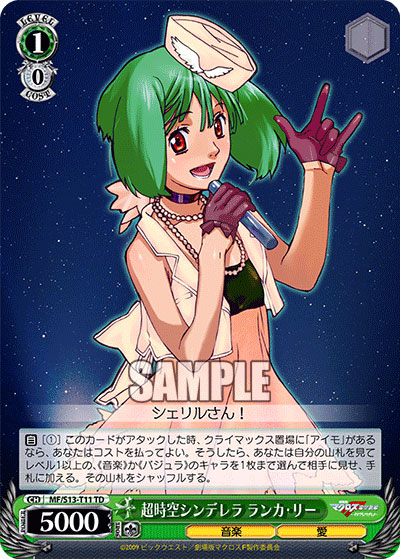 LEVEL
1
0
COST
SAMPLE
シェリルさん！
自 [①] このカードがアタックした時、クライマックス置場に「アイモ」があるなら、あなたはコストを払ってよい。そうしたら、あなたは自分の山札を見て
レベル1以上の、《音楽》か《バジュラ》のキャラを1枚まで選んで相手に見せ、手札に加える。その山札をシャッフルする。
CH MF/S13-T11 TD
超時空シンデレラ ランカ・リー
マクロス
POWER
5000
音楽
愛
©2009 ビックウエスト／劇場版マクロスF製作委員会